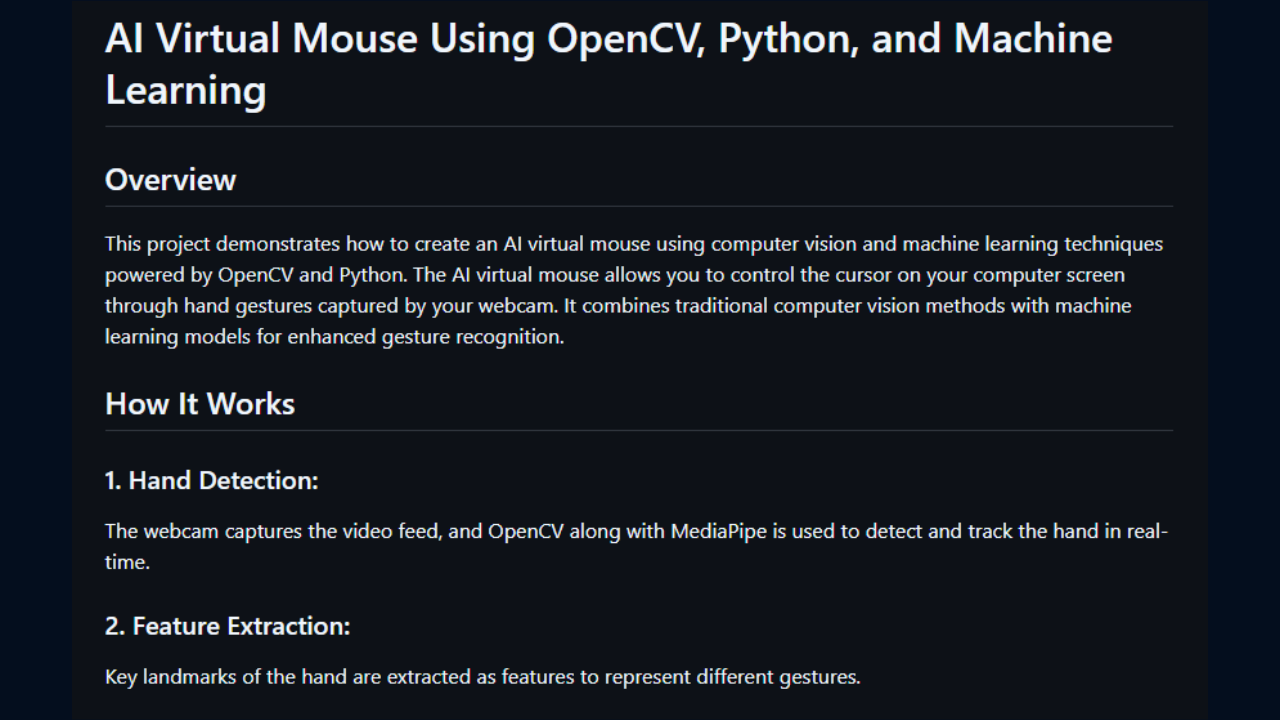 AI Virtual Mouse Using OpenCV, Python, and Machine
Learning
Overview
This project demonstrates how to create an AI virtual mouse using computer vision and machine learning techniques
powered by OpenCV and Python. The AI virtual mouse allows you to control the cursor on your computer screen
through hand gestures captured by your webcam. It combines traditional computer vision methods with machine
learning models for enhanced gesture recognition.
How It Works
1. Hand Detection:
The webcam captures the video feed, and OpenCV along with MediaPipe is used to detect and track the hand in real-
time.
2. Feature Extraction:
Key landmarks of the hand are extracted as features to represent different gestures.